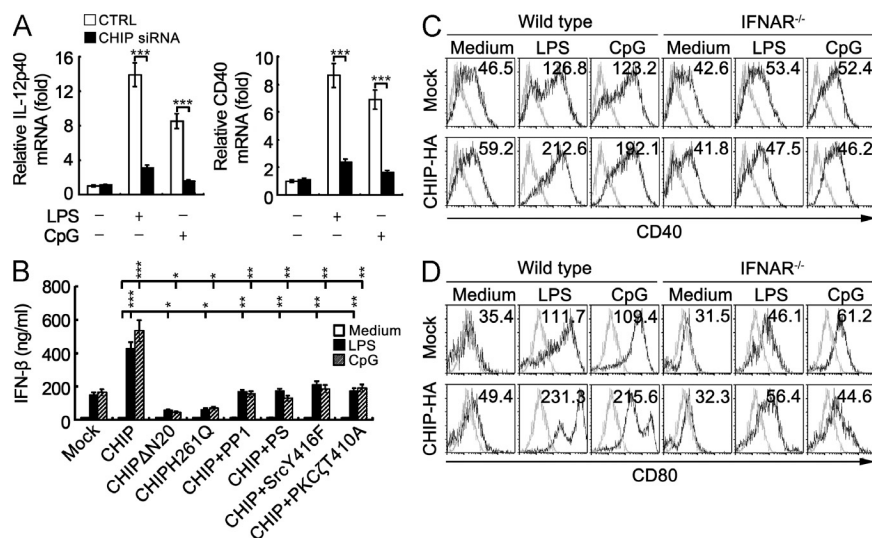 A
CTRL
CHIP siRNA
Relative IL-12p40
mRNA (fold)
16
12
8
4
0
***
***
LPS
CpG
– + –
– – +
Relative CD40
mRNA (fold)
10
8
6
4
2
0
***
***
– + –
– – +
B
IFN-β (ng/ml)
800
600
400
200
0
*** * * ** ** ** **
*** * * ** ** ** **
Medium
LPS
CpG
Mock
CHIP
CHIPΔN20
CHIPH261Q
CHIP+PP1
CHIP+PS
CHIP+SrcY416F
CHIP+PKCζT410A
C
Wild type IFNAR-/-
Medium LPS CpG Medium LPS CpG
Mock 46.5 126.8 123.2 42.6 53.4 52.4
CHIP-HA 59.2 212.6 192.1 41.8 47.5 46.2
CD40
D
Wild type IFNAR-/-
Medium LPS CpG Medium LPS CpG
Mock 35.4 111.7 109.4 31.5 46.1 61.2
CHIP-HA 49.4 231.3 215.6 32.3 56.4 44.6
CD80